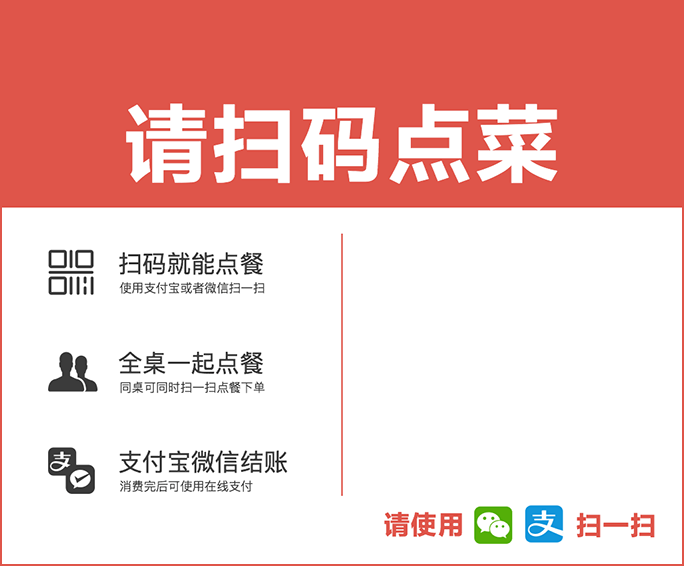 请扫码点菜
扫码就能点餐
使用支付宝或者微信扫一扫
全桌一起点餐
同桌可同时扫一扫点餐下单
支
支付宝微信结账
消费完后可使用在线支付
请使用 支 扫一扫